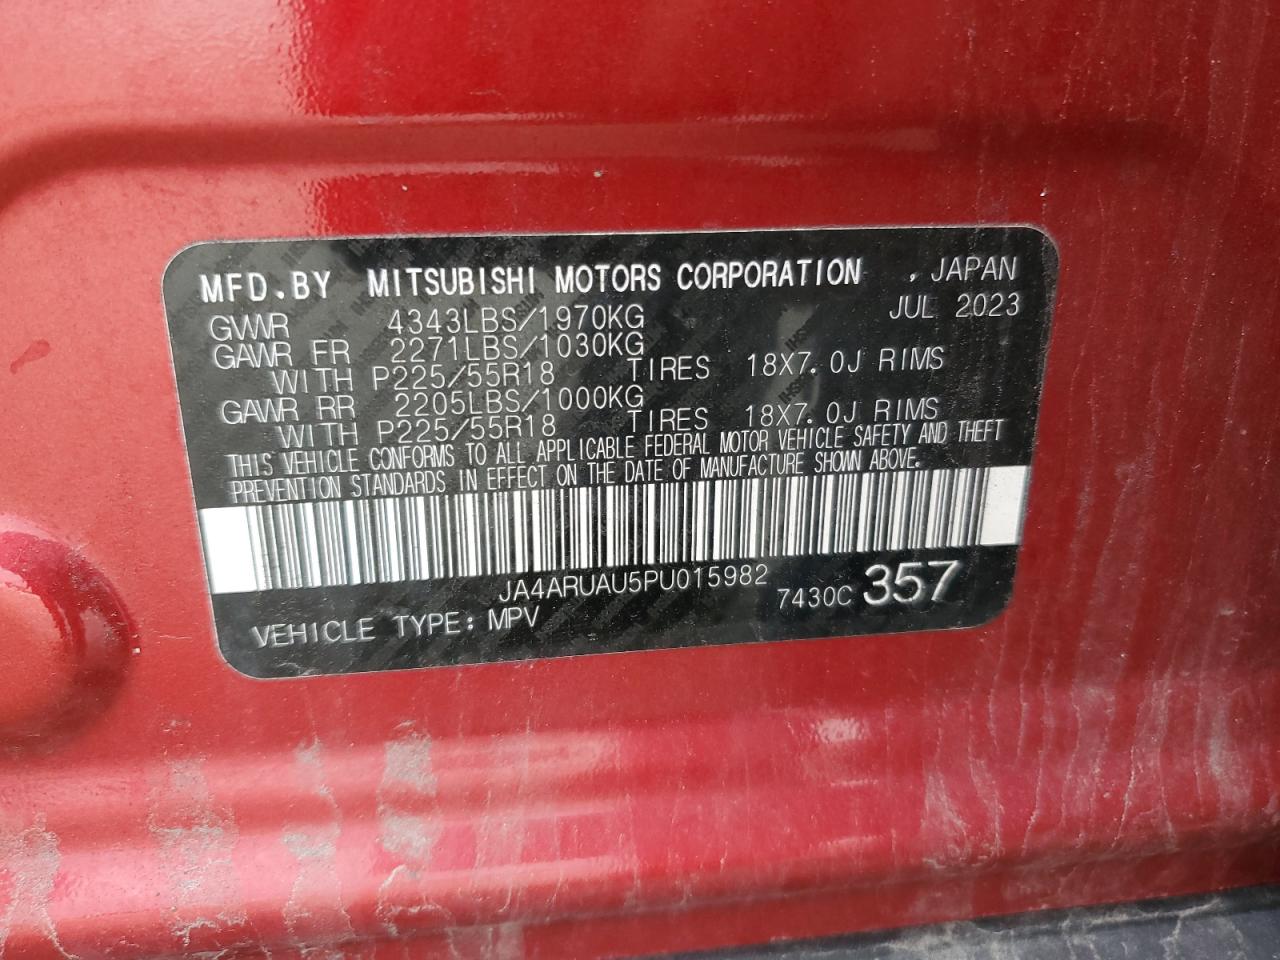 MFD.BY MITSUBISHI MOTORS CORPORATION , JAPAN
GVWR 4343LBS/1970KG JUL 2023
GAWR FR 2271LBS/1030KG
WITH P225/55R18 TIRES 18X7.0J RIMS
GAWR RR 2205LBS/1000KG
WITH P225/55R18 TIRES 18X7.0J RIMS
THIS VEHICLE CONFORMS TO ALL APPLICABLE FEDERAL MOTOR VEHICLE SAFETY AND THEFT
PREVENTION STANDARDS IN EFFECT ON THE DATE OF MANUFACTURE SHOWN ABOVE.
JA4ARUAU5PU015982 7430C 357
VEHICLE TYPE: MPV